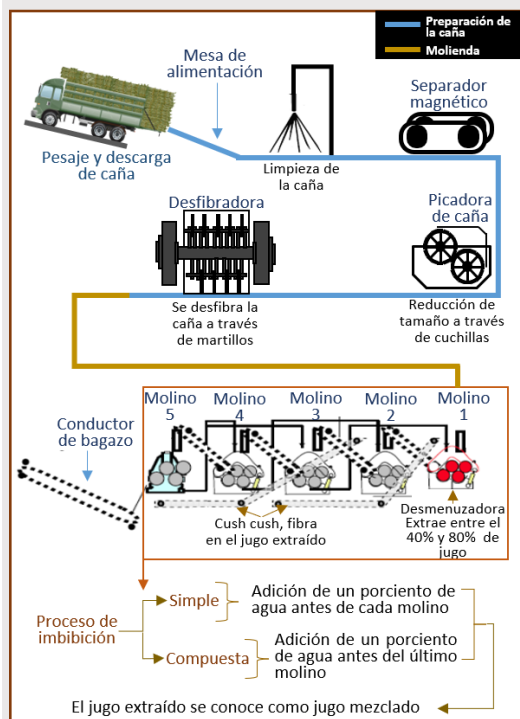 Preparación de
la caña
Molienda
Mesa de
alimentación
Separador
magnético
Pesaje y descarga
de caña
Limpieza de
la caña
Desfibradora
Picadora
de caña
Se desfibra la
caña a través
de martillos
Reducción de
tamaño a través
de cuchillas
Molino
5
Molino
4
Molino
3
Molino
2
Molino
1
Conductor
de bagazo
Cush cush, fibra
en el jugo extraído
Desmenuzadora
Extrae entre el
40% y 80% de
jugo
Proceso de
imbibición
Simple
Adición de un porciento de
agua antes de cada molino
Compuesta
Adición de un porciento
de agua antes del último
molino
El jugo extraído se conoce como jugo mezclado